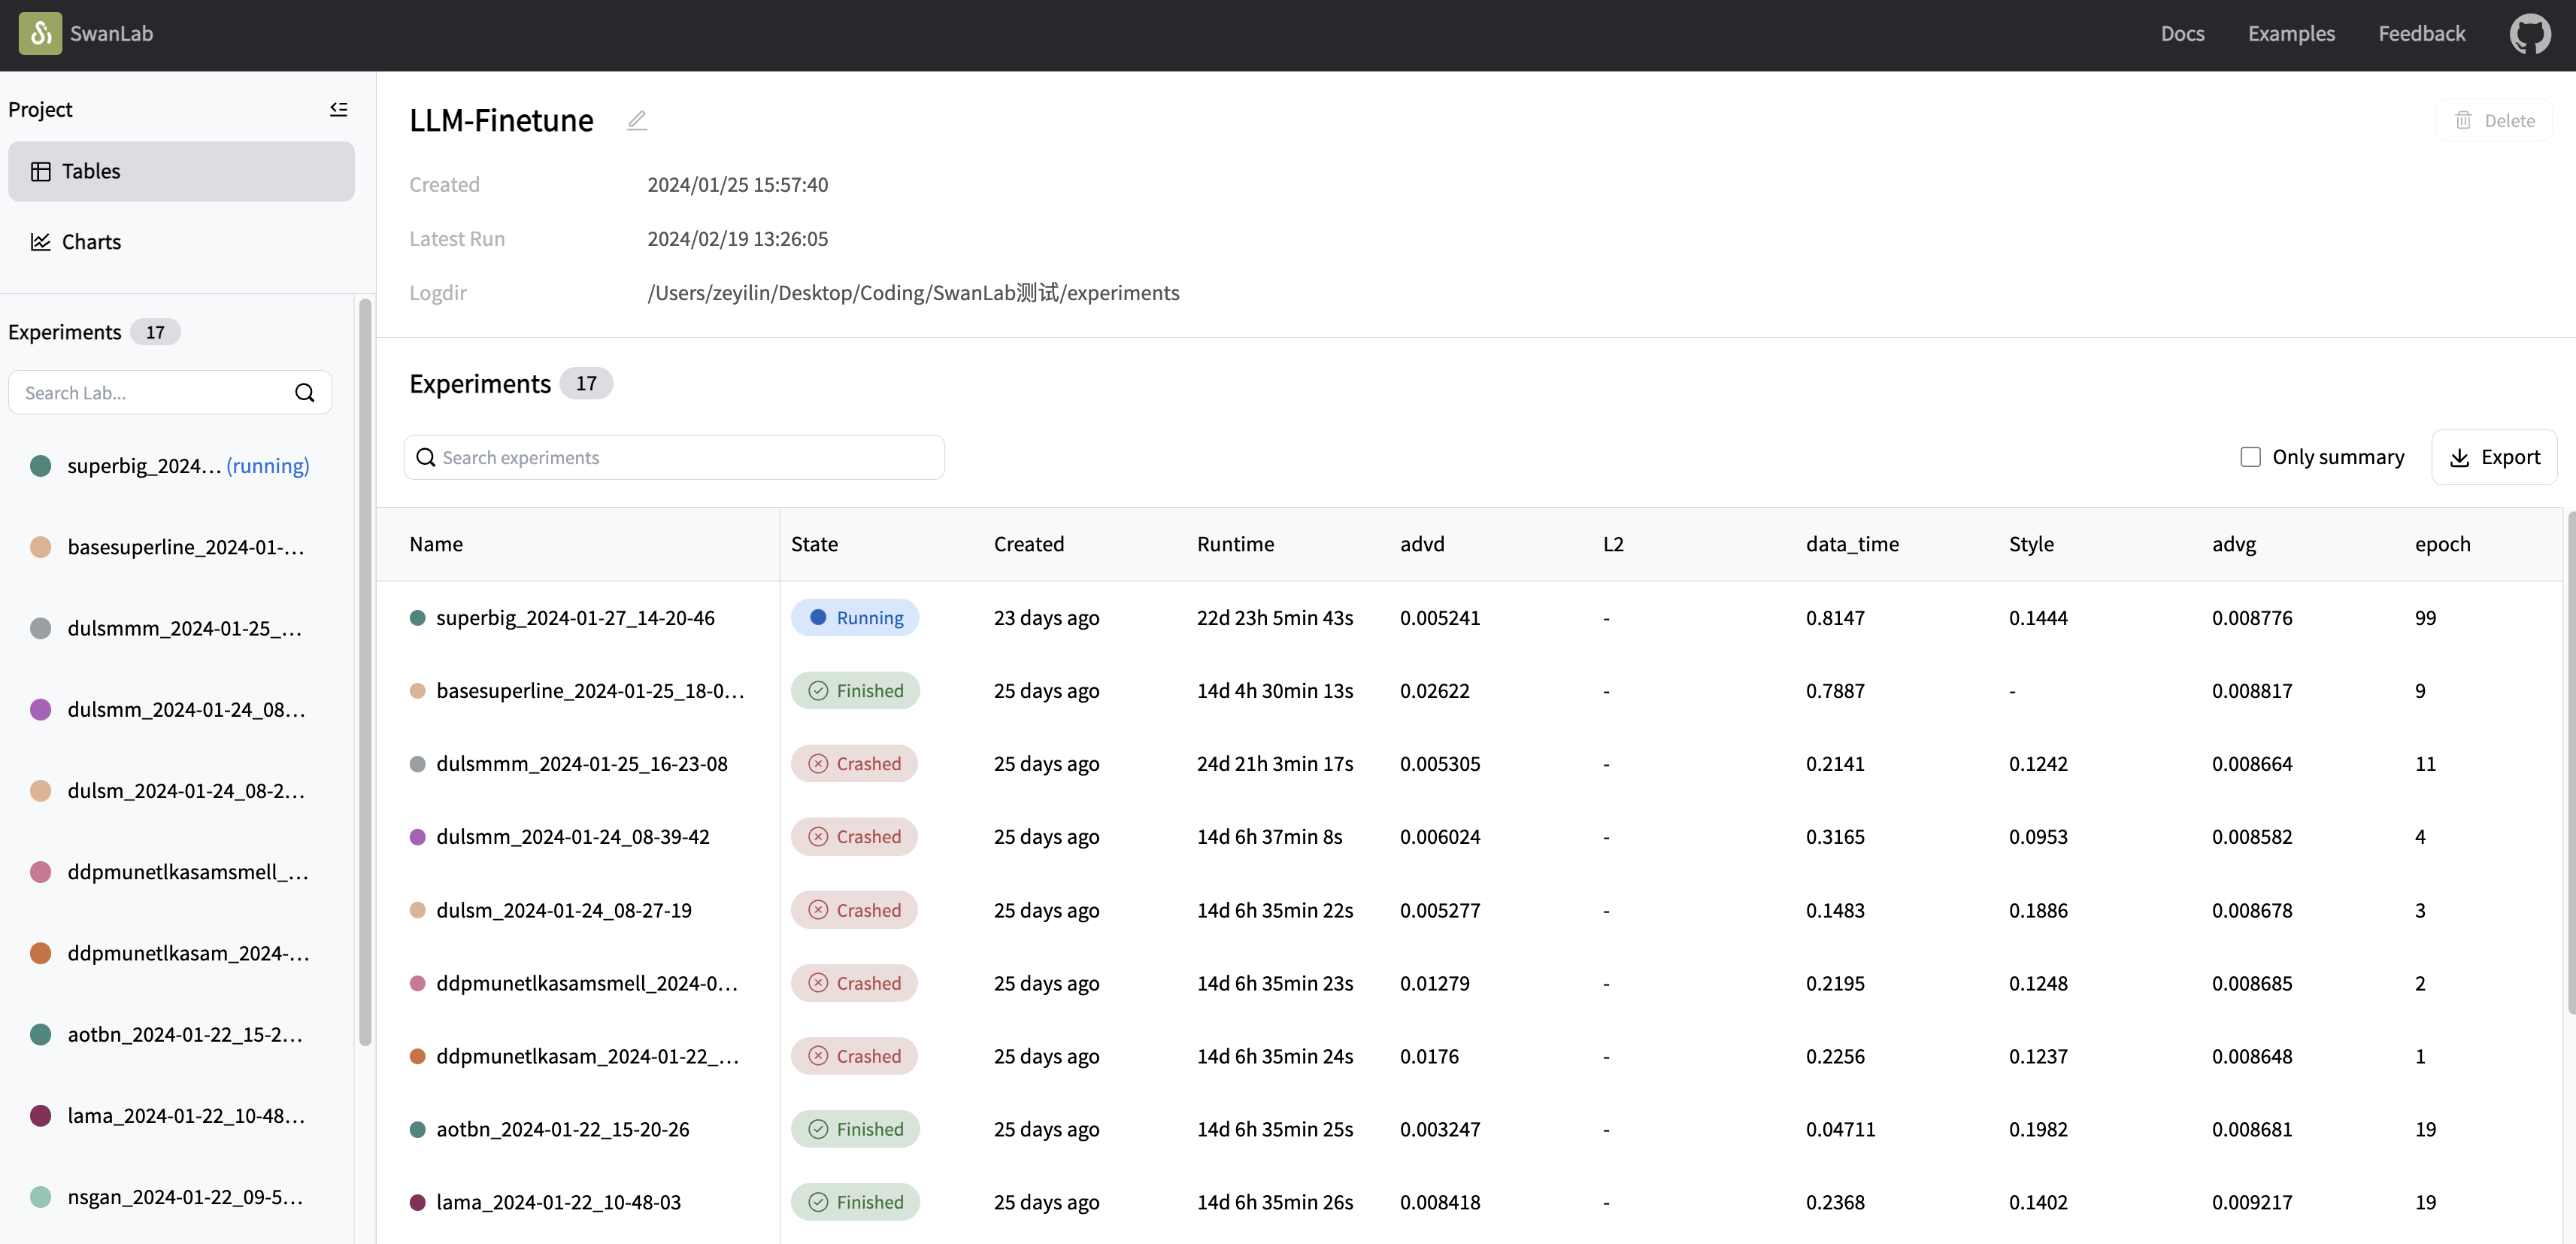 SwanLab
Docs Examples Feedback
Project
Tables
Charts
Experiments 17
Search Lab...
superbig_2024... (running)
basesuperline_2024-01-...
dulsmmm_2024-01-25_...
dulsmm_2024-01-24_08...
dulsm_2024-01-24_08-2...
ddpmunetlkasamsmell_...
ddpmunetlkasam_2024-...
aotbn_2024-01-22_15-2...
lama_2024-01-22_10-48...
nsgan_2024-01-22_09-5...
LLM-Finetune
Delete
Created 2024/01/25 15:57:40
Latest Run 2024/02/19 13:26:05
Logdir /Users/zeyilin/Desktop/Coding/SwanLab测试/experiments
Experiments 17
Search experiments
Only summary Export
Name State Created Runtime advd L2 data_time Style advg epoch
superbig_2024-01-27_14-20-46 Running 23 days ago 22d 23h 5min 43s 0.005241 - 0.8147 0.1444 0.008776 99
basesuperline_2024-01-25_18-0... Finished 25 days ago 14d 4h 30min 13s 0.02622 - 0.7887 - 0.008817 9
dulsmmm_2024-01-25_16-23-08 Crashed 25 days ago 24d 21h 3min 17s 0.005305 - 0.2141 0.1242 0.008664 11
dulsmm_2024-01-24_08-39-42 Crashed 25 days ago 14d 6h 37min 8s 0.006024 - 0.3165 0.0953 0.008582 4
dulsm_2024-01-24_08-27-19 Crashed 25 days ago 14d 6h 35min 22s 0.005277 - 0.1483 0.1886 0.008678 3
ddpmunetlkasamsmell_2024-0... Crashed 25 days ago 14d 6h 35min 23s 0.01279 - 0.2195 0.1248 0.008685 2
ddpmunetlkasam_2024-01-22_... Crashed 25 days ago 14d 6h 35min 24s 0.0176 - 0.2256 0.1237 0.008648 1
aotbn_2024-01-22_15-20-26 Finished 25 days ago 14d 6h 35min 25s 0.003247 - 0.04711 0.1982 0.008681 19
lama_2024-01-22_10-48-03 Finished 25 days ago 14d 6h 35min 26s 0.008418 - 0.2368 0.1402 0.009217 19